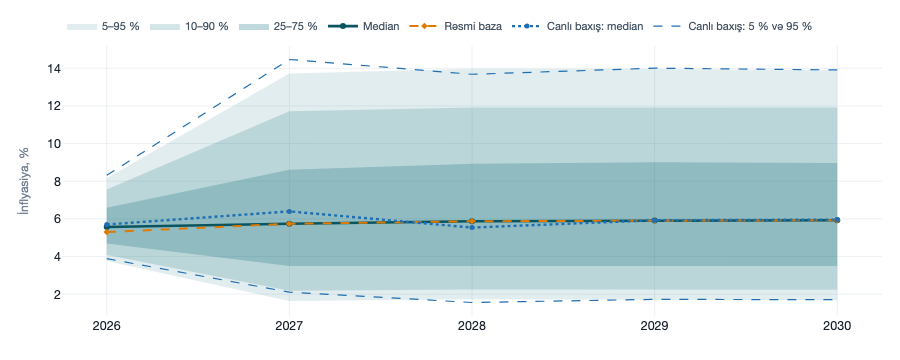 5–95 % 10–90 % 25–75 % Median Rəsmi baza Canlı baxış: median Canlı baxış: 5 % və 95 %
İnflyasiya, %
14
12
10
8
6
4
2
2026 2027 2028 2029 2030